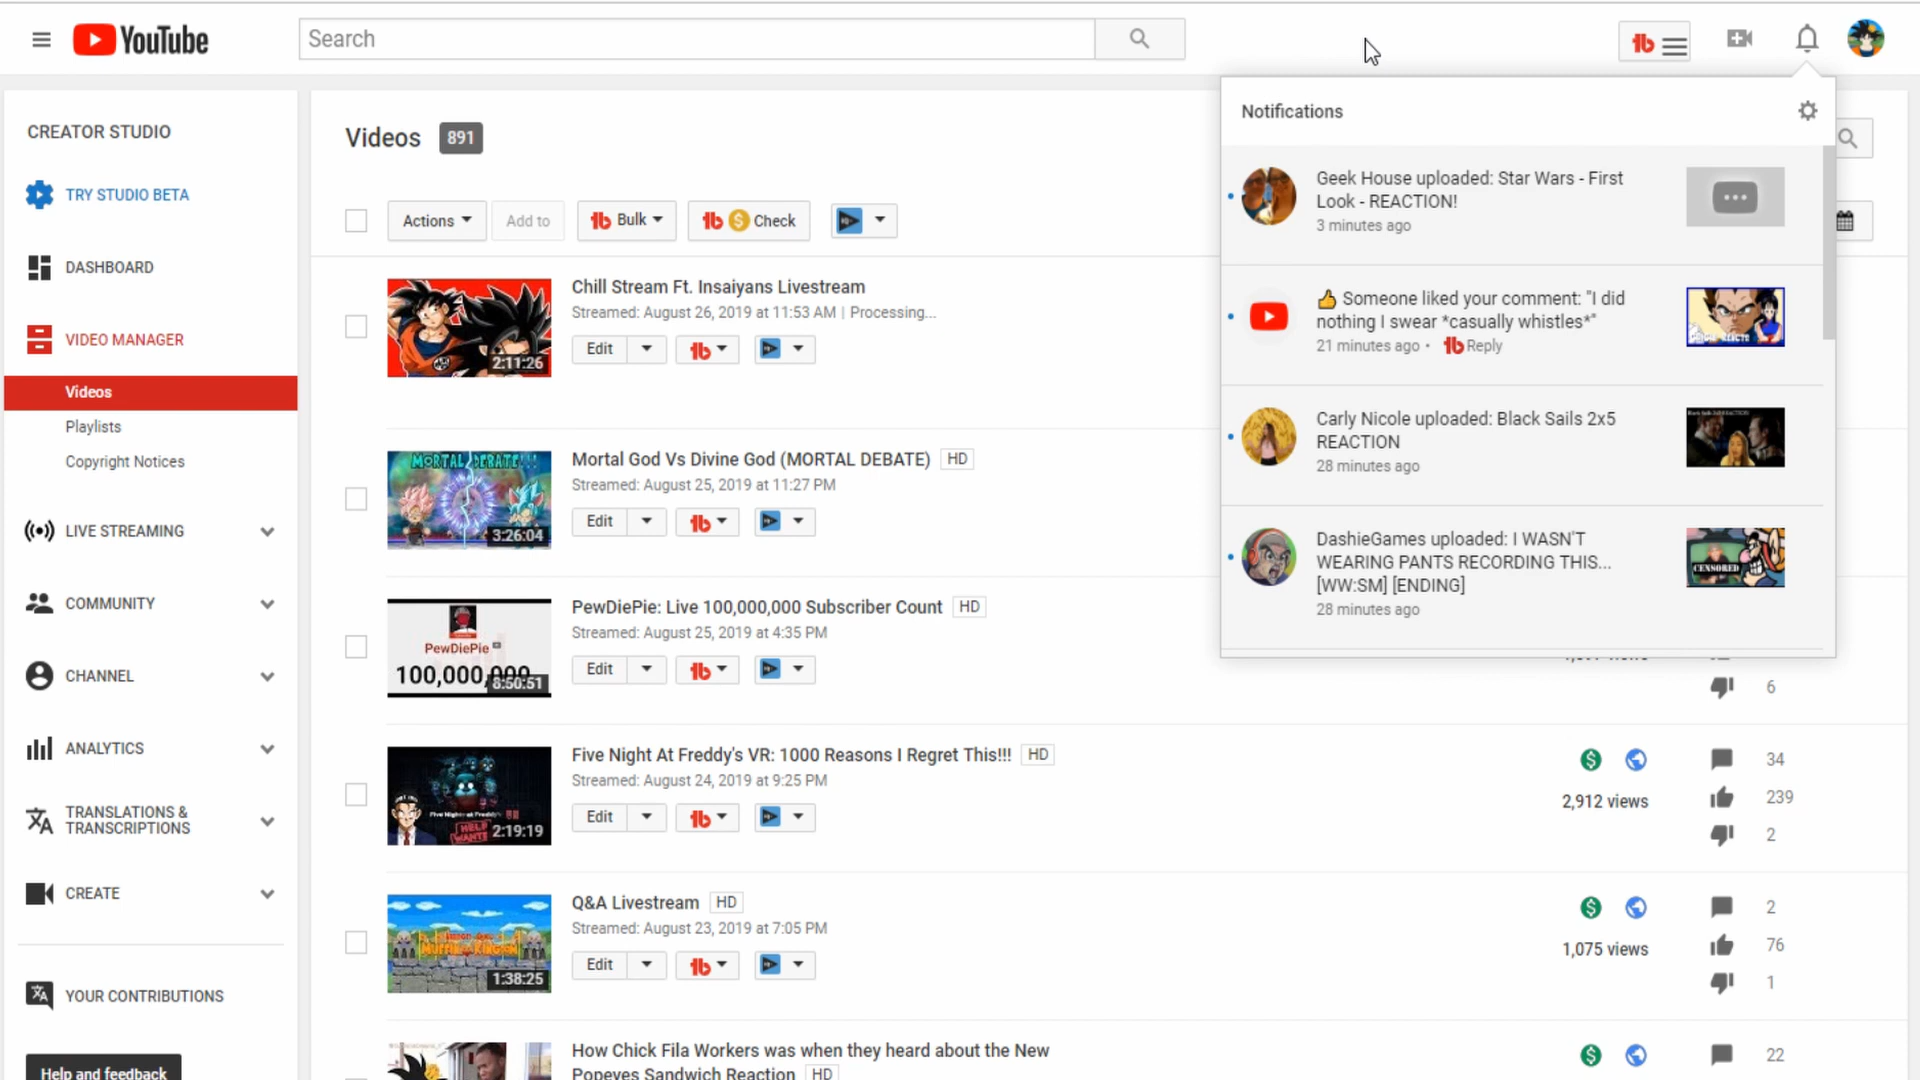 YouTube
Search
Notifications
Geek House uploaded: Star Wars - First
Look - REACTION!
3 minutes ago
👍 Someone liked your comment: "I did
nothing I swear *casually whistles*"
21 minutes ago • Reply
Carly Nicole uploaded: Black Sails 2x5
REACTION
28 minutes ago
DashieGames uploaded: I WASN'T
WEARING PANTS RECORDING THIS...
[WW:SM] [ENDING]
28 minutes ago
CENSORED
CREATOR STUDIO
TRY STUDIO BETA
DASHBOARD
VIDEO MANAGER
Videos
Playlists
Copyright Notices
LIVE STREAMING
COMMUNITY
CHANNEL
ANALYTICS
TRANSLATIONS &
TRANSCRIPTIONS
CREATE
YOUR CONTRIBUTIONS
Help and feedback
Videos 891
Actions Add to Bulk Check
2:11:26
Chill Stream Ft. Insaiyans Livestream
Streamed: August 26, 2019 at 11:53 AM | Processing...
Edit
MORTAL DEBATE!!!
3:26:04
Mortal God Vs Divine God (MORTAL DEBATE) HD
Streamed: August 25, 2019 at 11:27 PM
Edit
PewDiePie
100,000,000
8:50:51
PewDiePie: Live 100,000,000 Subscriber Count HD
Streamed: August 25, 2019 at 4:35 PM
Edit
6
HELP
2:19:19
Five Night At Freddy's VR: 1000 Reasons I Regret This!!! HD
Streamed: August 24, 2019 at 9:25 PM
Edit
2,912 views
34
239
2
1:38:25
Q&A Livestream HD
Streamed: August 23, 2019 at 7:05 PM
Edit
1,075 views
2
76
1
How Chick Fila Workers was when they heard about the New
Popeyes Sandwich Reaction HD
22